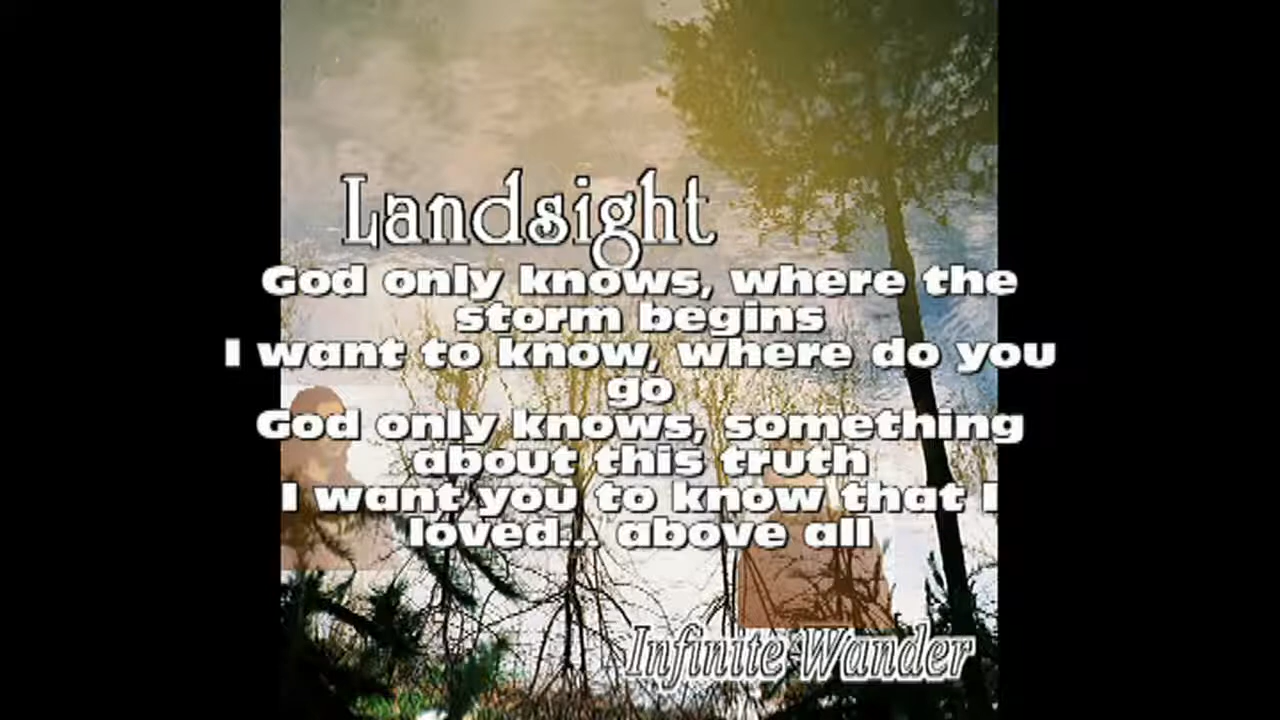 Landsight
God only knows, where the
storm begins
I want to know, where do you
go
God only knows, something
about this truth
I want you to know that I
loved... above all
Infinite Wander